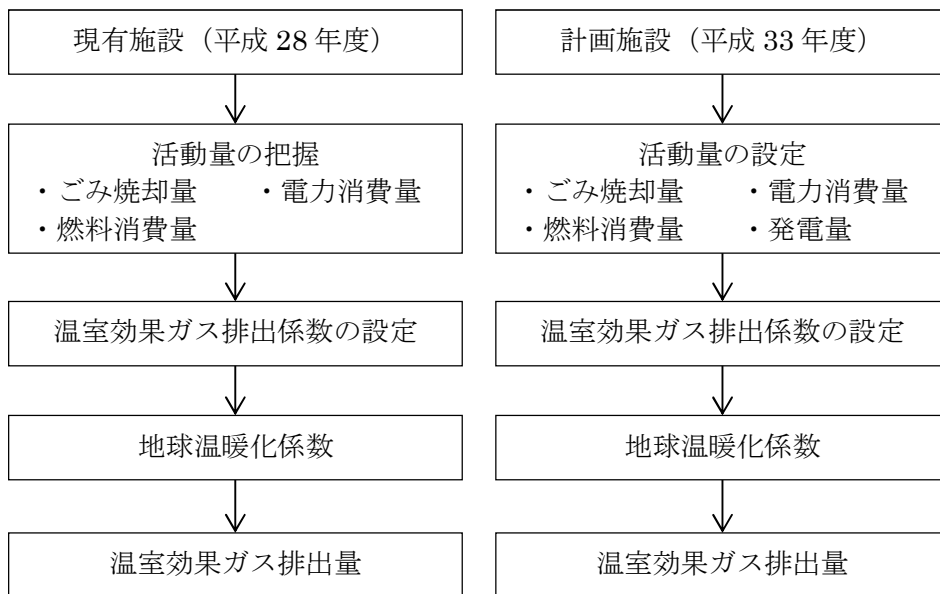 現有施設（平成 28 年度）
活動量の把握
・ごみ焼却量 ・電力消費量
・燃料消費量
温室効果ガス排出係数の設定
地球温暖化係数
温室効果ガス排出量
計画施設（平成 33 年度）
活動量の設定
・ごみ焼却量 ・電力消費量
・燃料消費量 ・発電量
温室効果ガス排出係数の設定
地球温暖化係数
温室効果ガス排出量